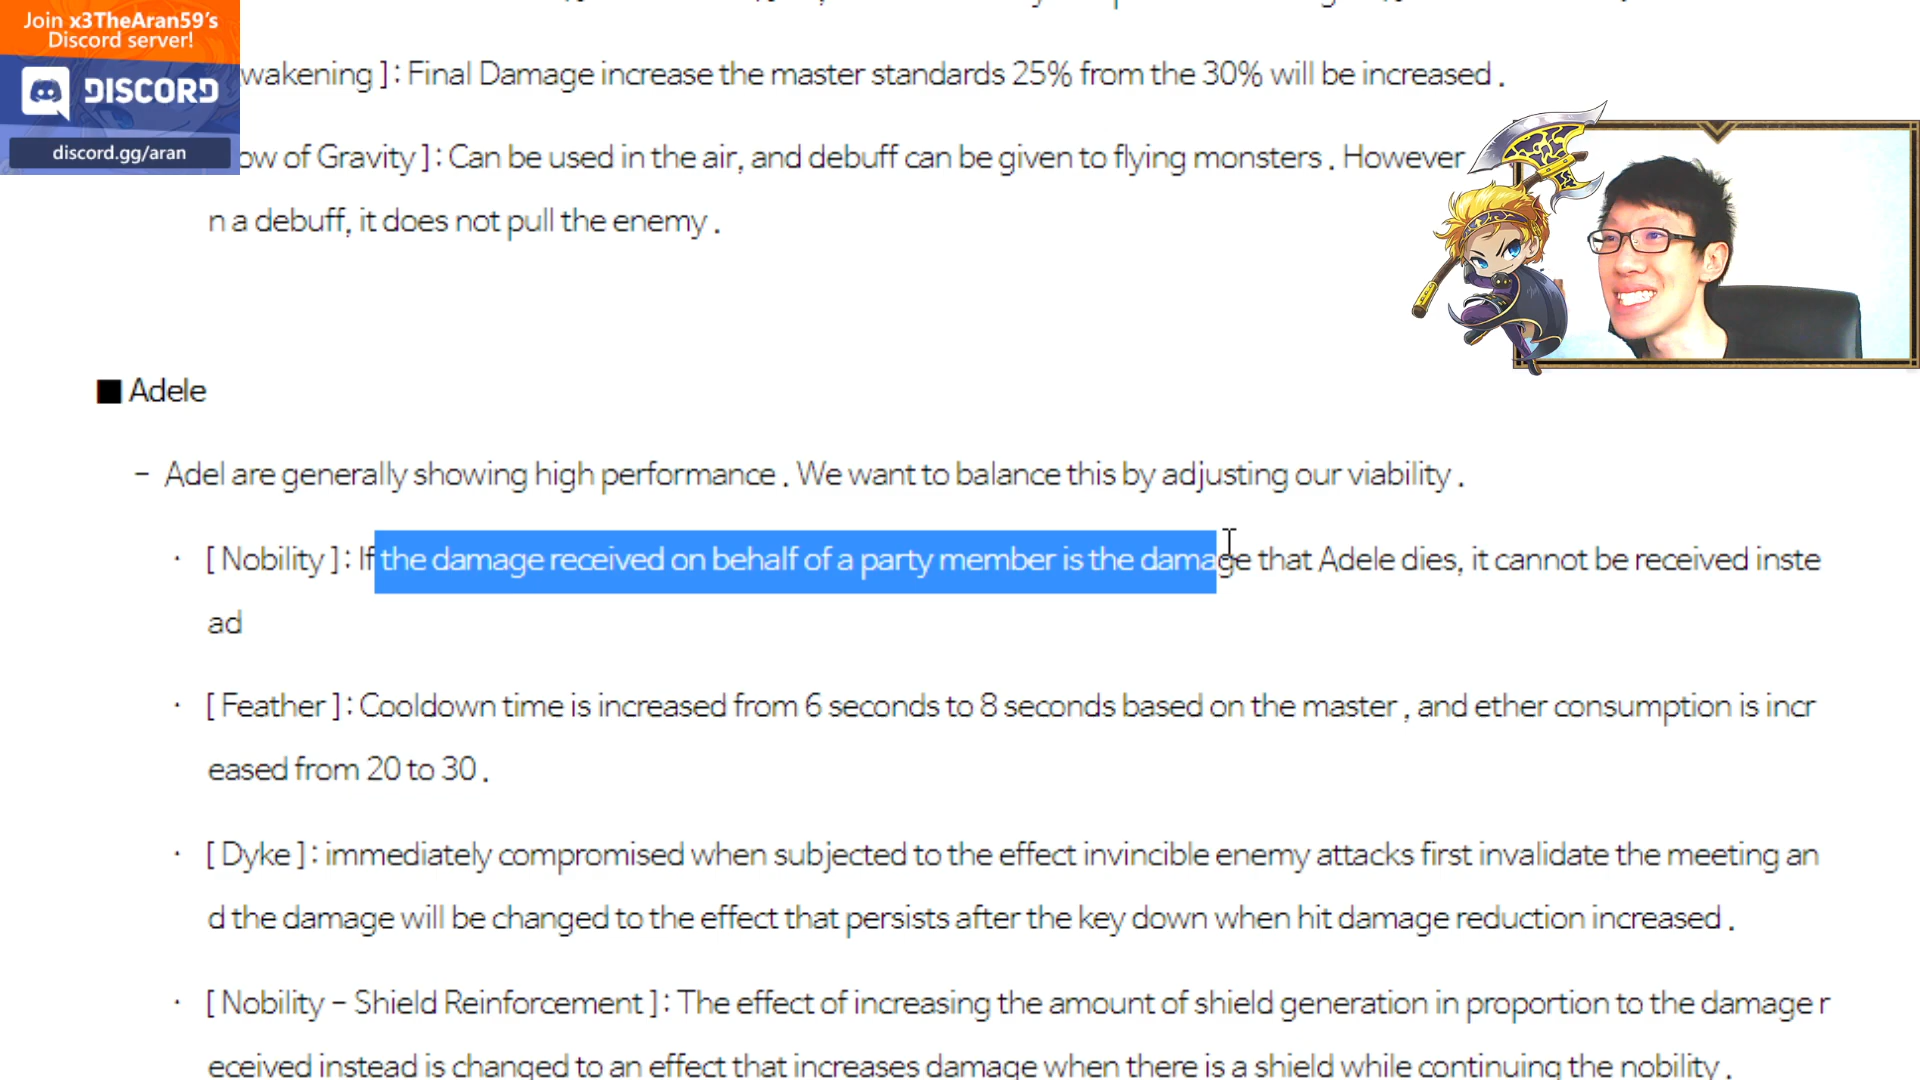 Join x3TheAran59's
Discord server!
DISCORD
discord.gg/aran
wakening ] : Final Damage increase the master standards 25% from the 30% will be increased .
ow of Gravity ] : Can be used in the air, and debuff can be given to flying monsters . However
n a debuff, it does not pull the enemy .
■ Adele
- Adel are generally showing high performance . We want to balance this by adjusting our viability .
· [ Nobility ] : If the damage received on behalf of a party member is the damage that Adele dies, it cannot be received inste
ad
· [ Feather ] : Cooldown time is increased from 6 seconds to 8 seconds based on the master , and ether consumption is incr
eased from 20 to 30 .
· [ Dyke ] : immediately compromised when subjected to the effect invincible enemy attacks first invalidate the meeting an
d the damage will be changed to the effect that persists after the key down when hit damage reduction increased .
· [ Nobility - Shield Reinforcement ] : The effect of increasing the amount of shield generation in proportion to the damage r
eceived instead is changed to an effect that increases damage when there is a shield while continuing the nobility .